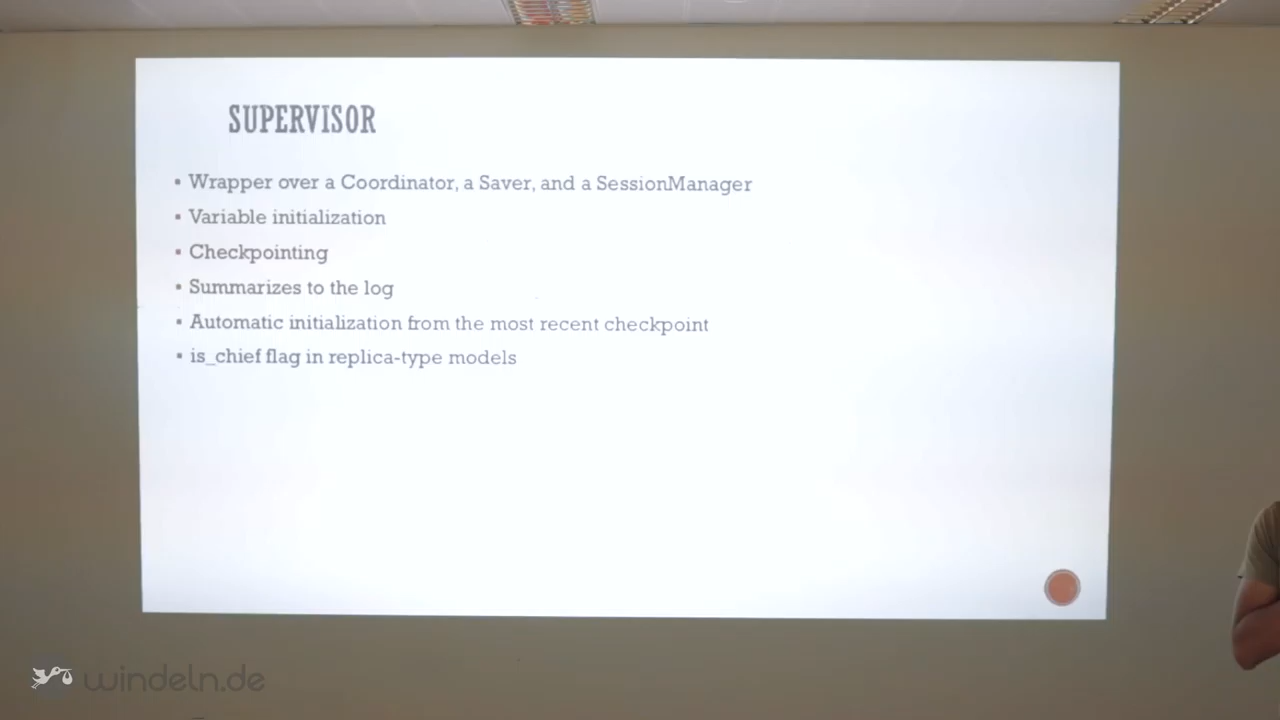 SUPERVISOR
▪ Wrapper over a Coordinator, a Saver, and a SessionManager
▪ Variable initialization
▪ Checkpointing
▪ Summarizes to the log
▪ Automatic initialization from the most recent checkpoint
▪ is_chief flag in replica-type models
windeln.de